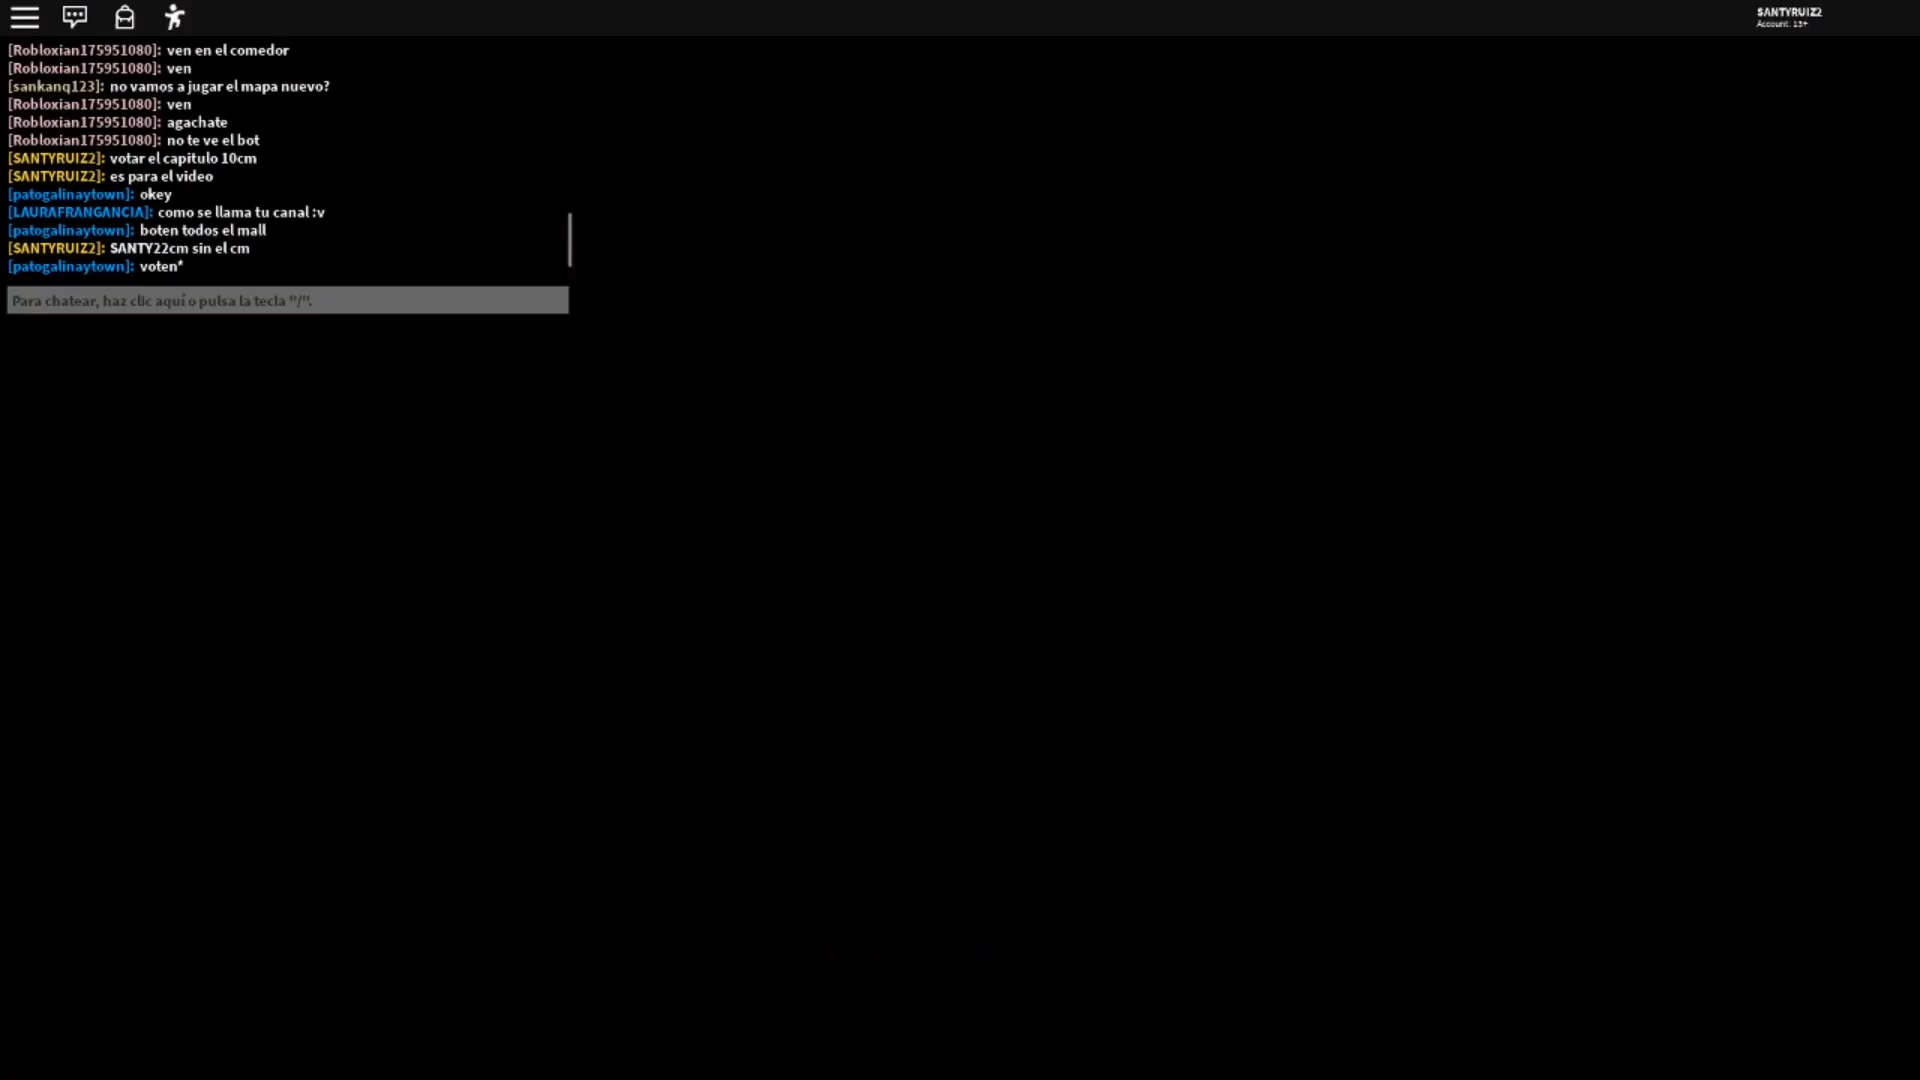 SANTYRUIZ2
Account: 13+
[Robloxian175951080]: ven en el comedor
[Robloxian175951080]: ven
[sankanq123]: no vamos a jugar el mapa nuevo?
[Robloxian175951080]: ven
[Robloxian175951080]: agachate
[Robloxian175951080]: no te ve el bot
[SANTYRUIZ2]: votar el capitulo 10cm
[SANTYRUIZ2]: es para el video
[patogalinaytown]: okey
[LAURAFRANGANCIA]: como se llama tu canal :v
[patogalinaytown]: boten todos el mall
[SANTYRUIZ2]: SANTY22cm sin el cm
[patogalinaytown]: voten*
Para chatear, haz clic aquí o pulsa la tecla "/".